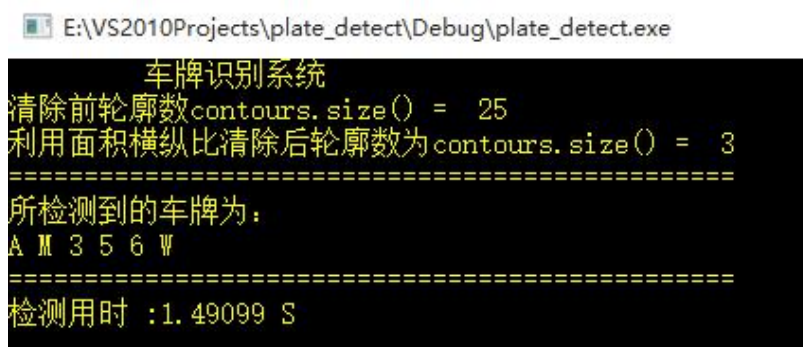 E:\VS2010Projects\plate_detect\Debug\plate_detect.exe
车牌识别系统
清除前轮廓数contours.size() = 25
利用面积横纵比清除后轮廓数为contours.size() = 3
================================================
所检测到的车牌为：
A M 3 5 6 W
================================================
检测用时 :1.49099 S